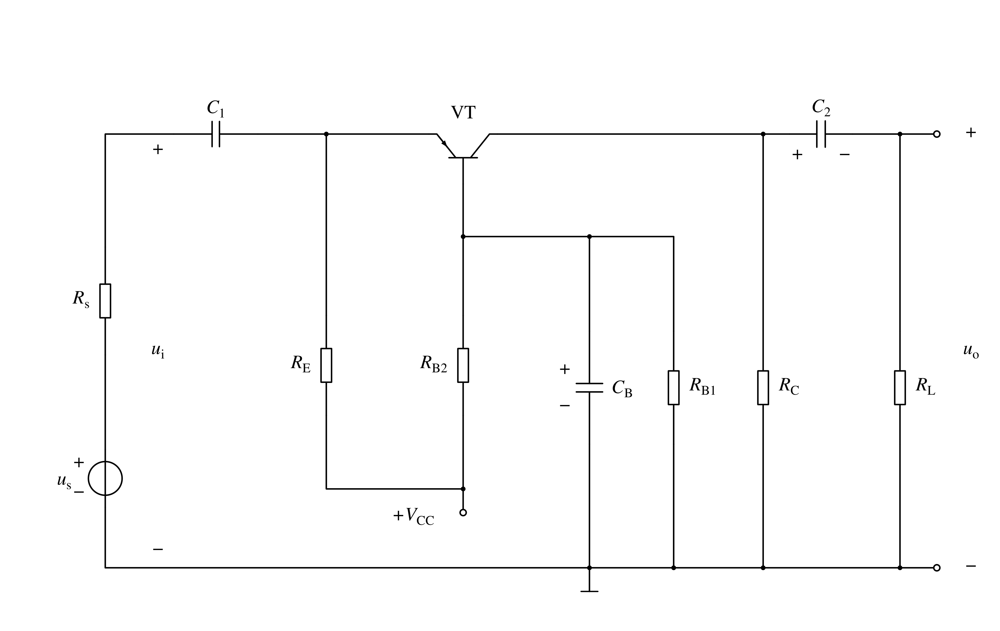 C1
VT
C2
+
+
+
−
Rs
ui
RE
RB2
+
−
CB
RB1
RC
RL
uo
+
us
−
+VCC
−
−